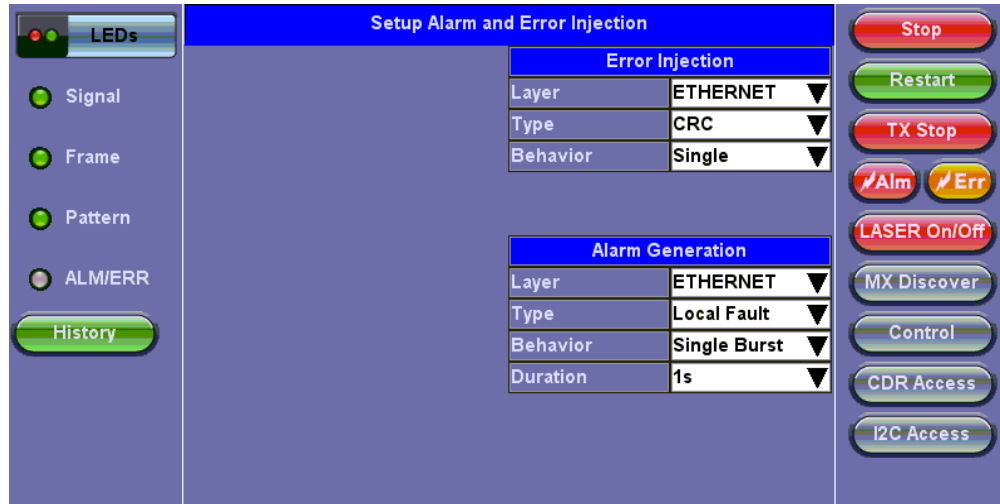 LEDs
Signal
Frame
Pattern
ALM/ERR
History
Setup Alarm and Error Injection
Error Injection
Layer ETHERNET
Type CRC
Behavior Single
Alarm Generation
Layer ETHERNET
Type Local Fault
Behavior Single Burst
Duration 1s
Stop
Restart
TX Stop
Alm Err
LASER On/Off
MX Discover
Control
CDR Access
I2C Access